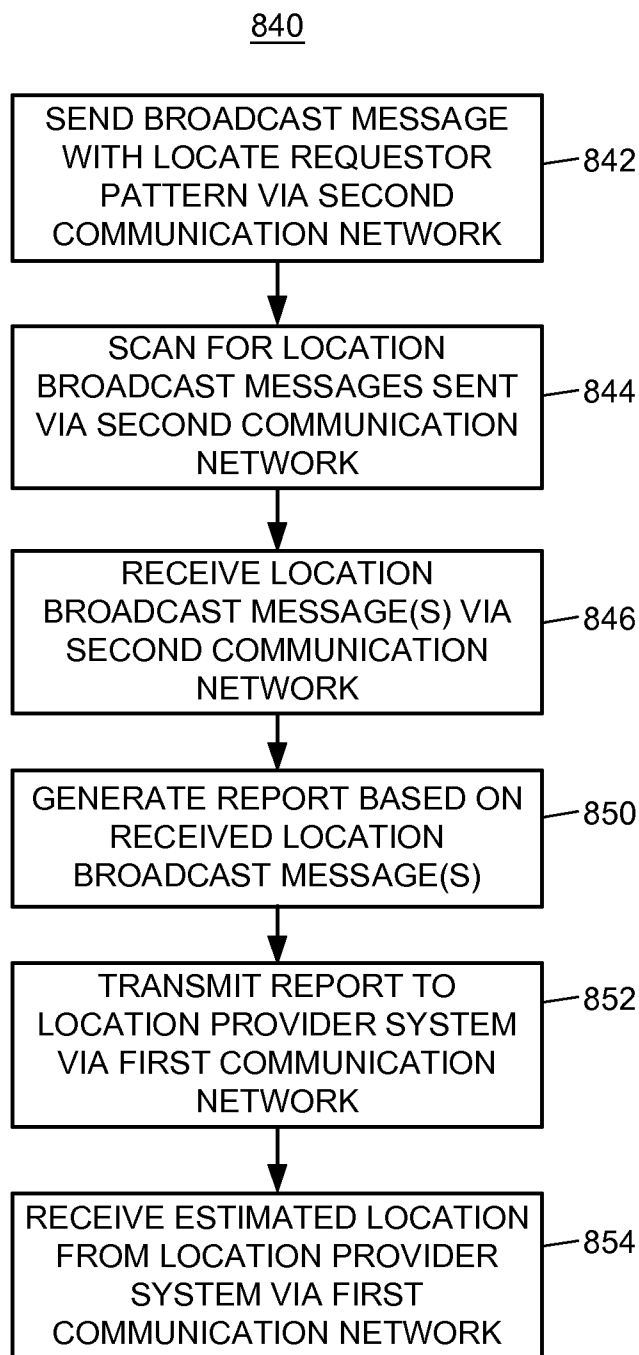 840
SEND BROADCAST MESSAGE
WITH LOCATE REQUESTOR
PATTERN VIA SECOND
COMMUNICATION NETWORK
842
SCAN FOR LOCATION
BROADCAST MESSAGES SENT
VIA SECOND COMMUNICATION
NETWORK
844
RECEIVE LOCATION
BROADCAST MESSAGE(S) VIA
SECOND COMMUNICATION
NETWORK
846
GENERATE REPORT BASED ON
RECEIVED LOCATION
BROADCAST MESSAGE(S)
850
TRANSMIT REPORT TO
LOCATION PROVIDER SYSTEM
VIA FIRST COMMUNICATION
NETWORK
852
RECEIVE ESTIMATED LOCATION
FROM LOCATION PROVIDER
SYSTEM VIA FIRST
COMMUNICATION NETWORK
854